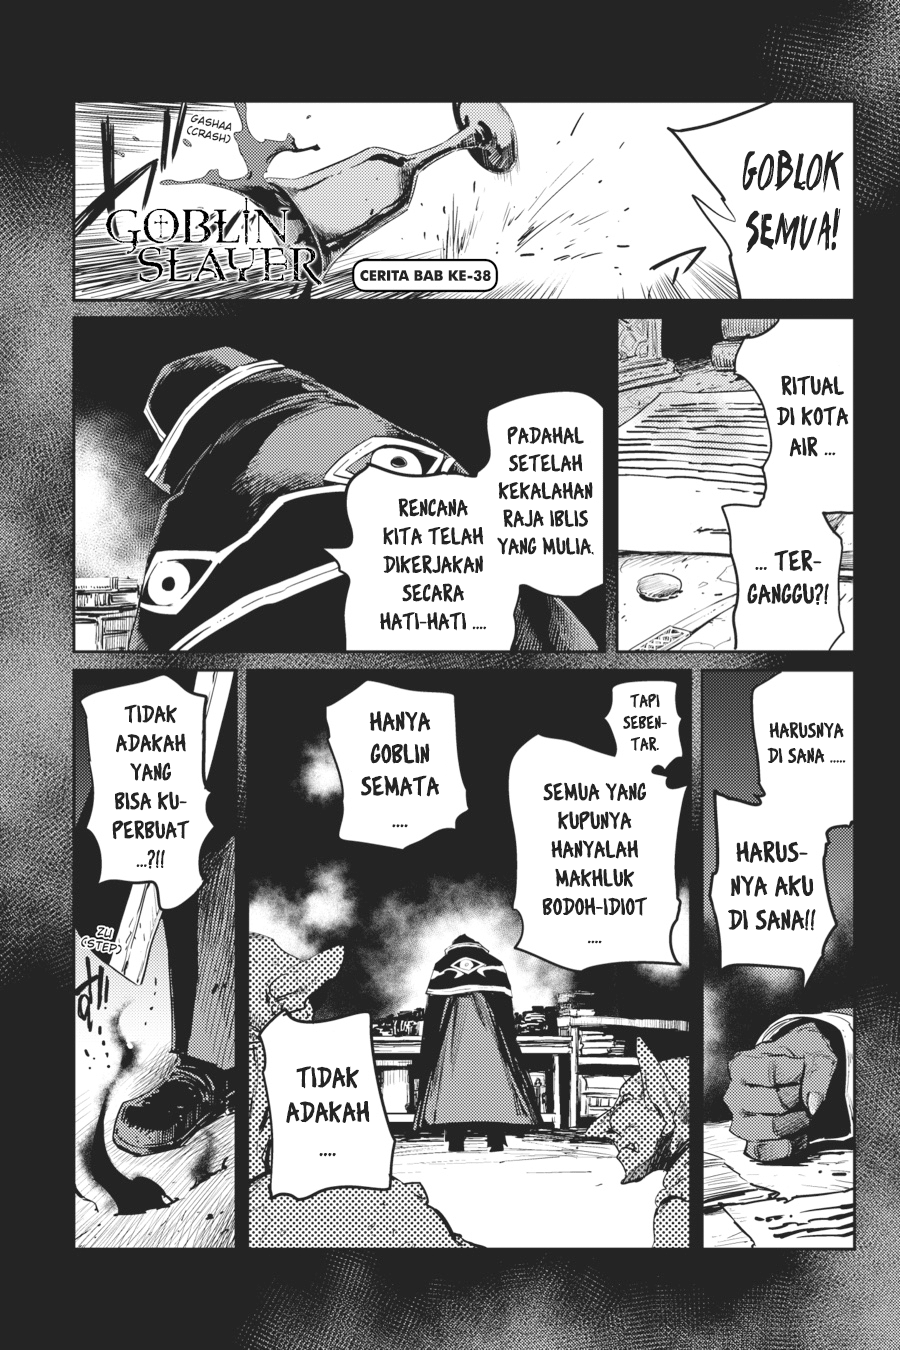 GOBLOK
SEMUA!
GASHAA
(CRASH)
GOBLIN
SLAYER
CERITA BAB KE-38
RITUAL
DI KOTA
AIR ...
... TER-
GANGGU?!
PADAHAL
SETELAH
KEKALAHAN
RAJA IBLIS
YANG MULIA.
RENCANA
KITA TELAH
DIKERJAKAN
SECARA
HATI-HATI ....
HARUSNYA
DI SANA .....
HARUS-
NYA AKU
DI SANA!!
TAPI
SEBEN-
TAR.
SEMUA YANG
KUPUNYA
HANYALAH
MAKHLUK
BODOH-IDIOT
....
HANYA
GOBLIN
SEMATA
....
TIDAK
ADAKAH
....
TIDAK
ADAKAH
YANG
BISA KU-
PERBUAT
...?!!
ZU
(STEP)